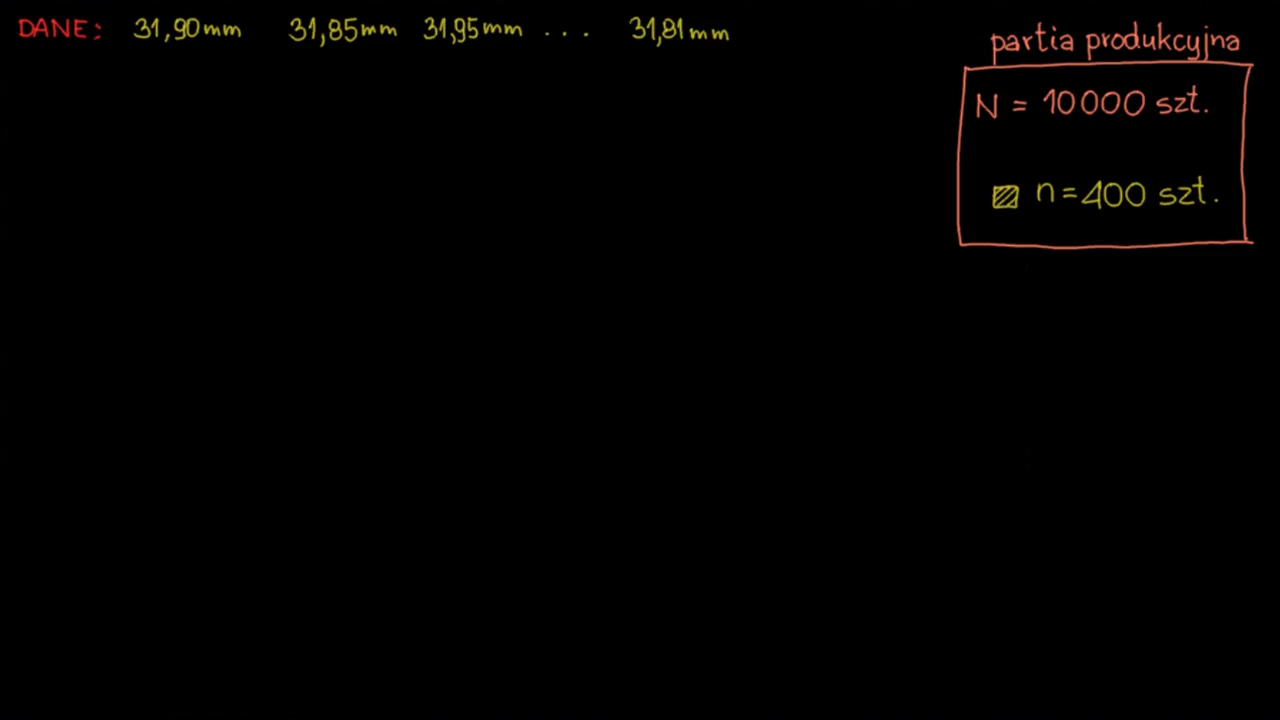 DANE: 31,90mm 31,85mm 31,95mm ... 31,81mm
partia produkcyjna
N = 10000 szt.
n=400 szt.